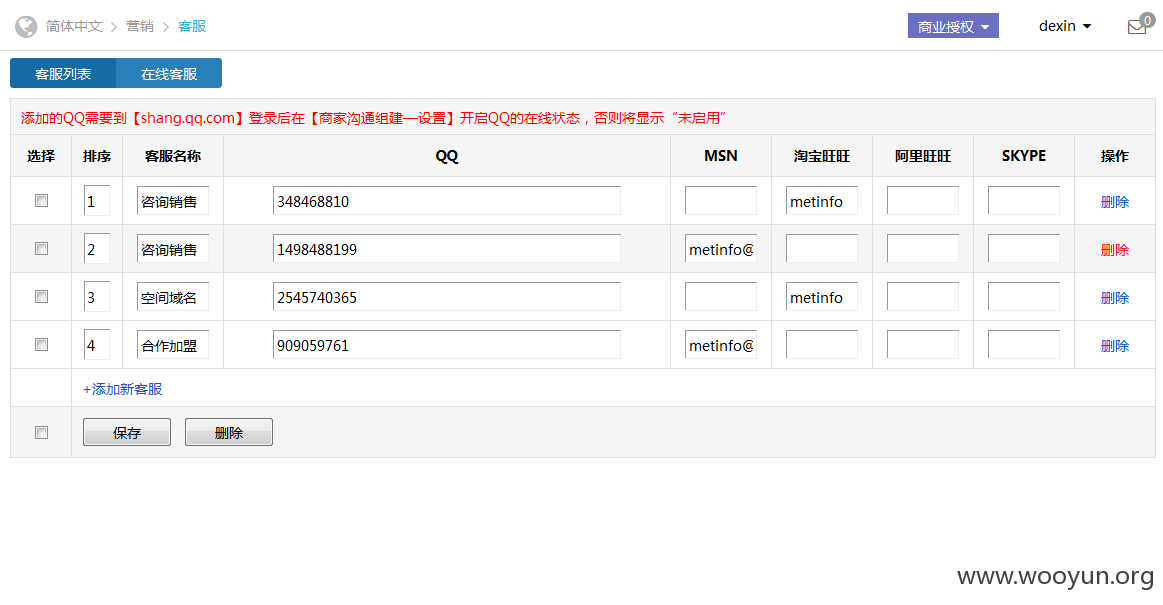 简体中文 > 营销 > 客服 商业授权 dexin 0
客服列表 在线客服
添加的QQ需要到【shang.qq.com】登录后在【商家沟通组建—设置】开启QQ的在线状态，否则将显示“未启用”
选择 排序 客服名称 QQ MSN 淘宝旺旺 阿里旺旺 SKYPE 操作
1 咨询销售 348468810 metinfo 删除
2 咨询销售 1498488199 metinfo@ 删除
3 空间域名 2545740365 metinfo 删除
4 合作加盟 909059761 metinfo@ 删除
+添加新客服
保存 删除
www.wooyun.org